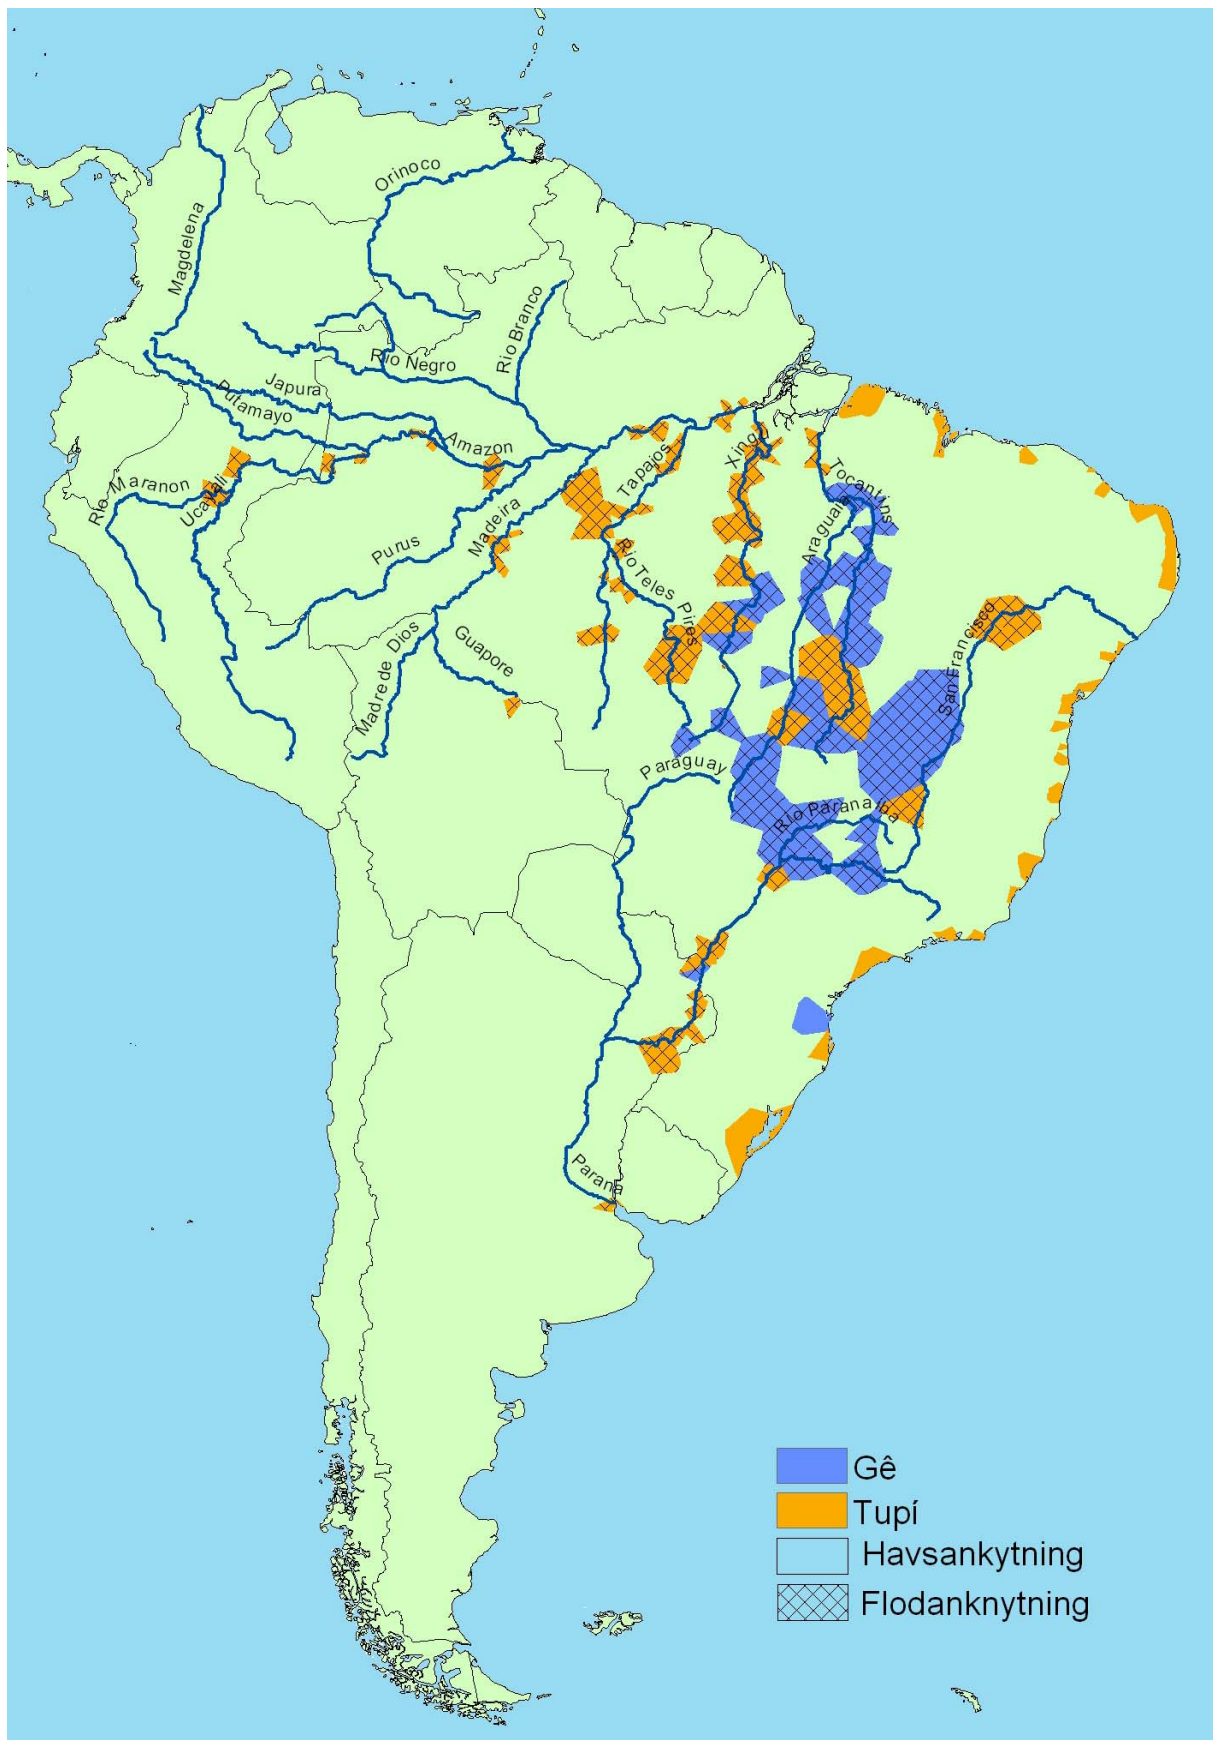 Orinoco
Magdelena
Rio Branco
Rio Negro
Japura
Putamayo
Amazon
Rio Maranon
Ucayali
Purus
Madeira
Tapajos
Xingu
Tocantins
Araguaia
Rio Teles Pires
Madre de Dios
Guapore
San Francisco
Paraguay
Rio Paranaiba
Parana
Gê
Tupí
Havsankytning
Flodanknytning